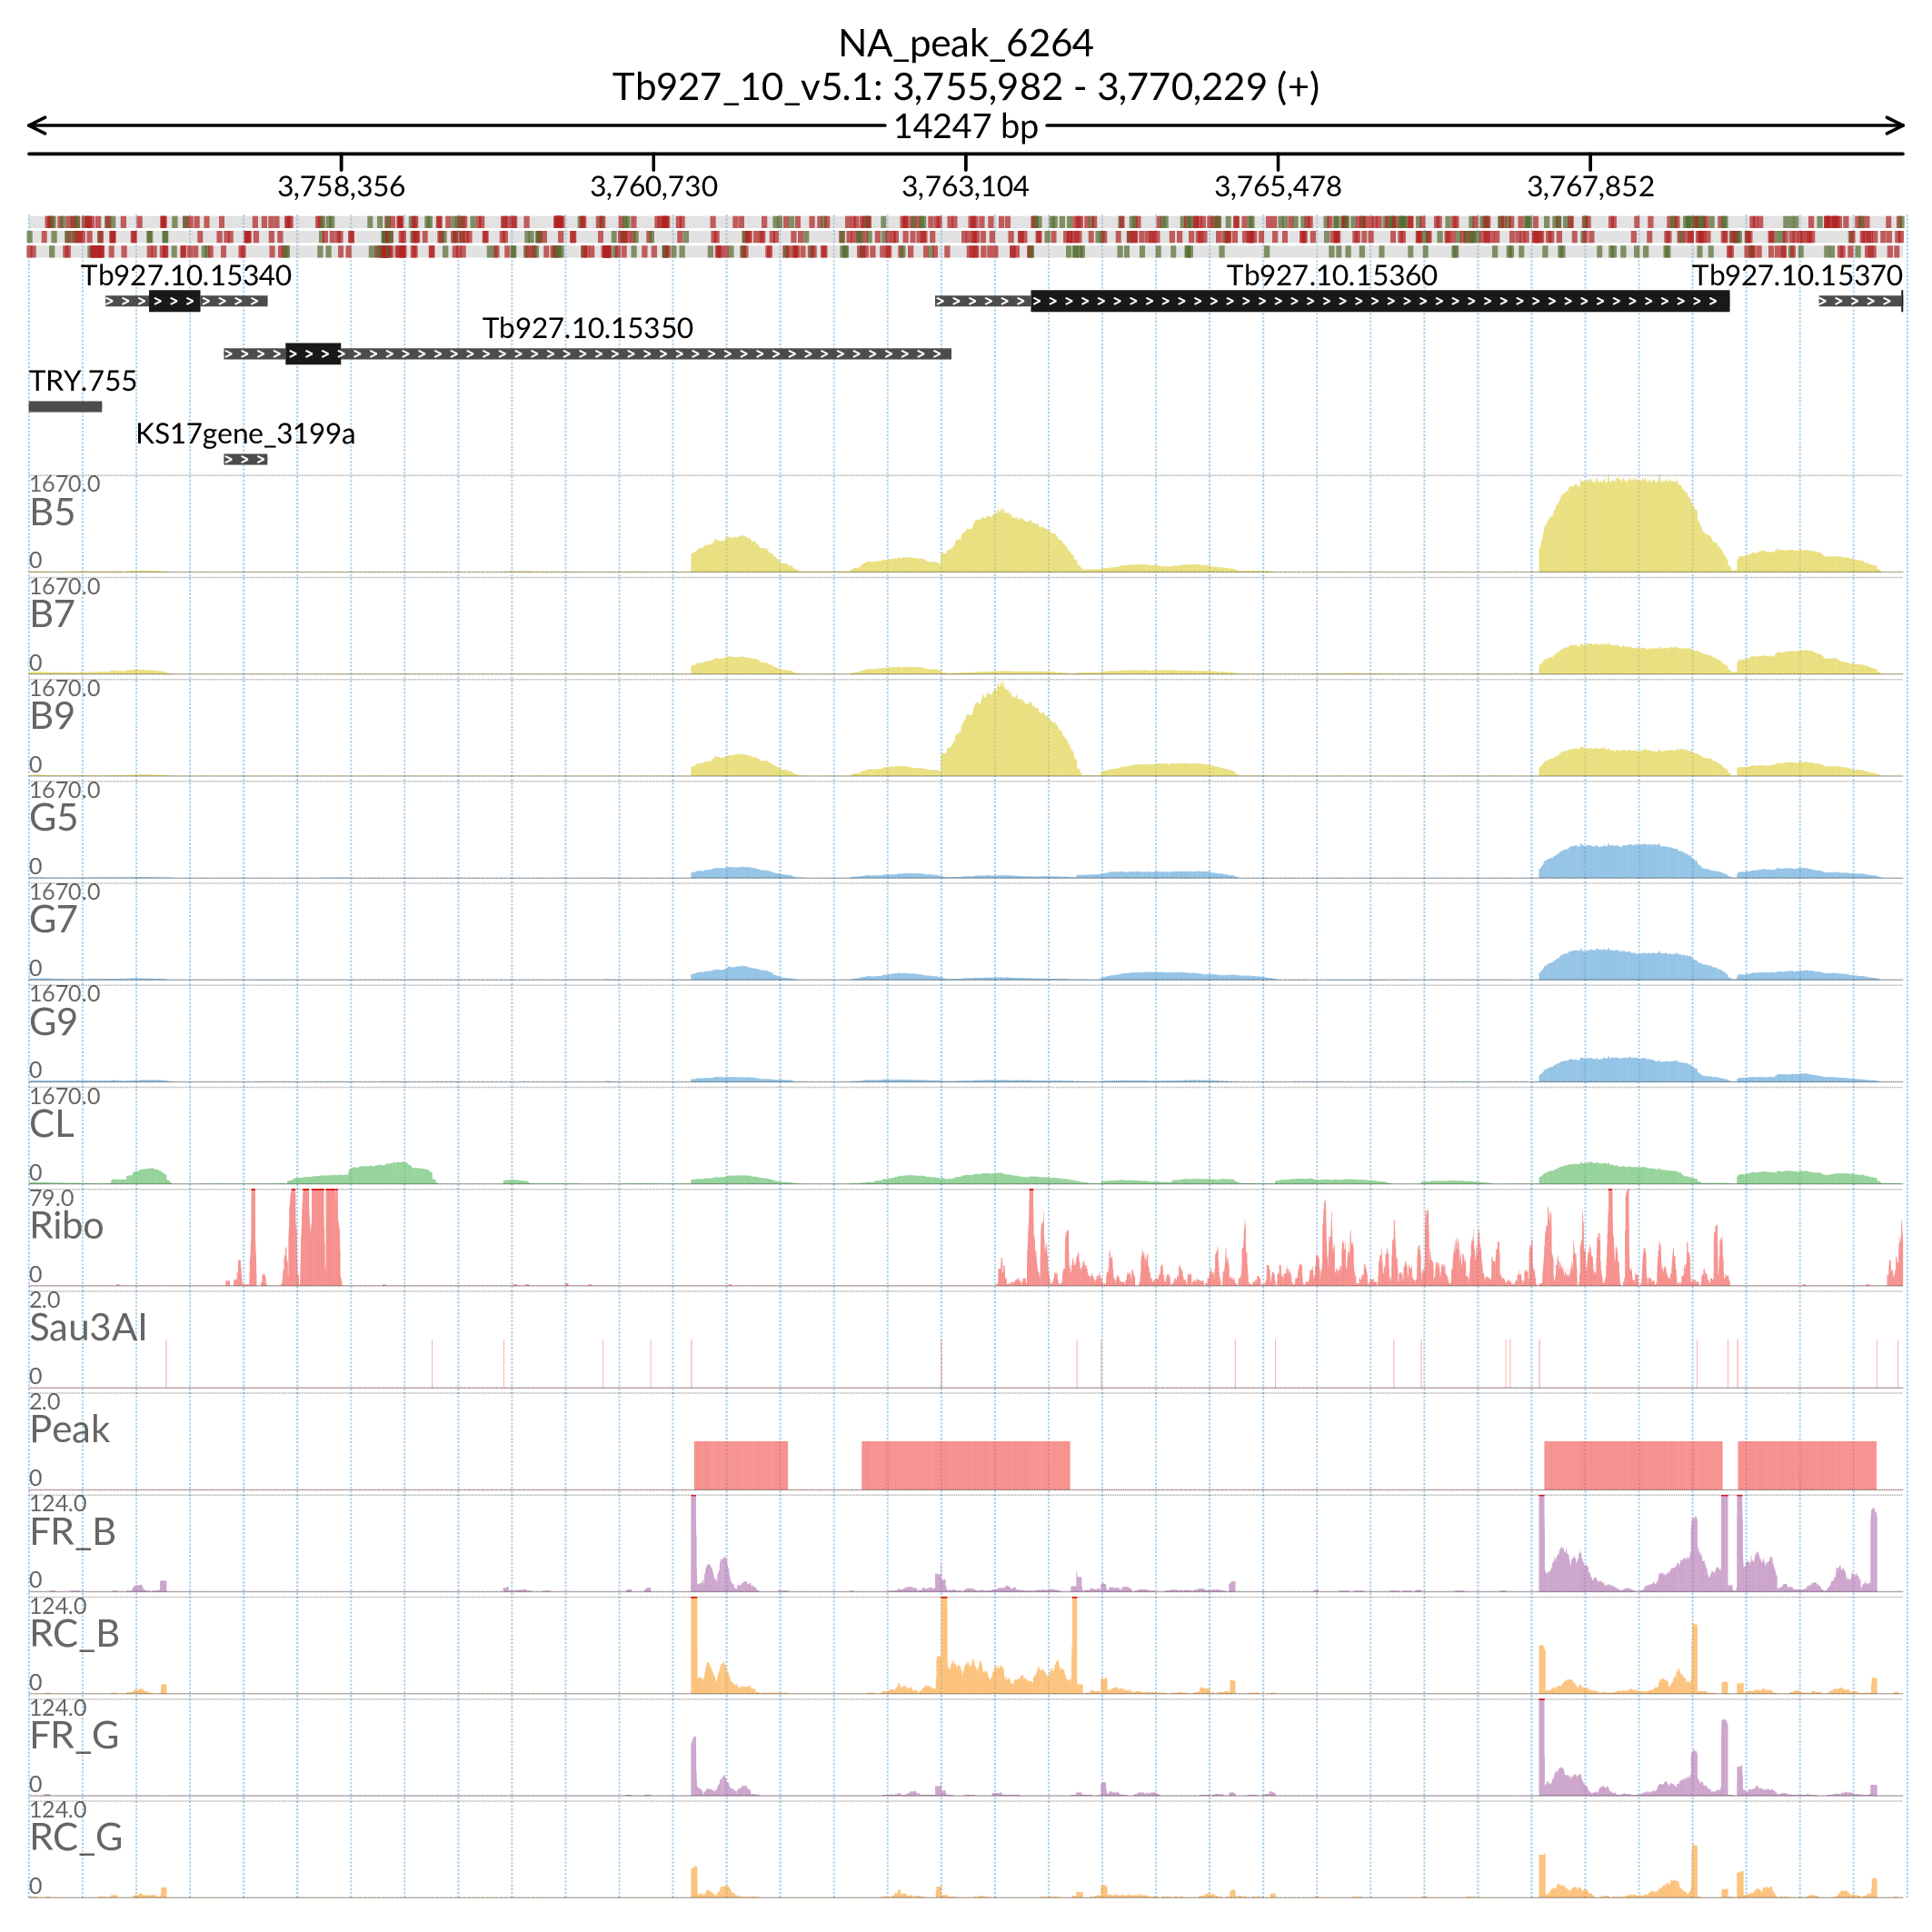 NA_peak_6264
Tb927_10_v5.1: 3,755,982 - 3,770,229 (+)
14247 bp
3,758,356 3,760,730 3,763,104 3,765,478 3,767,852
Tb927.10.15340 Tb927.10.15360 Tb927.10.15370
Tb927.10.15350
TRY.755
KS17gene_3199a
1670.0
B5
0
1670.0
B7
0
1670.0
B9
0
1670.0
G5
0
1670.0
G7
0
1670.0
G9
0
1670.0
CL
0
79.0
Ribo
0
2.0
Sau3AI
0
2.0
Peak
0
124.0
FR_B
0
124.0
RC_B
0
124.0
FR_G
0
124.0
RC_G
0